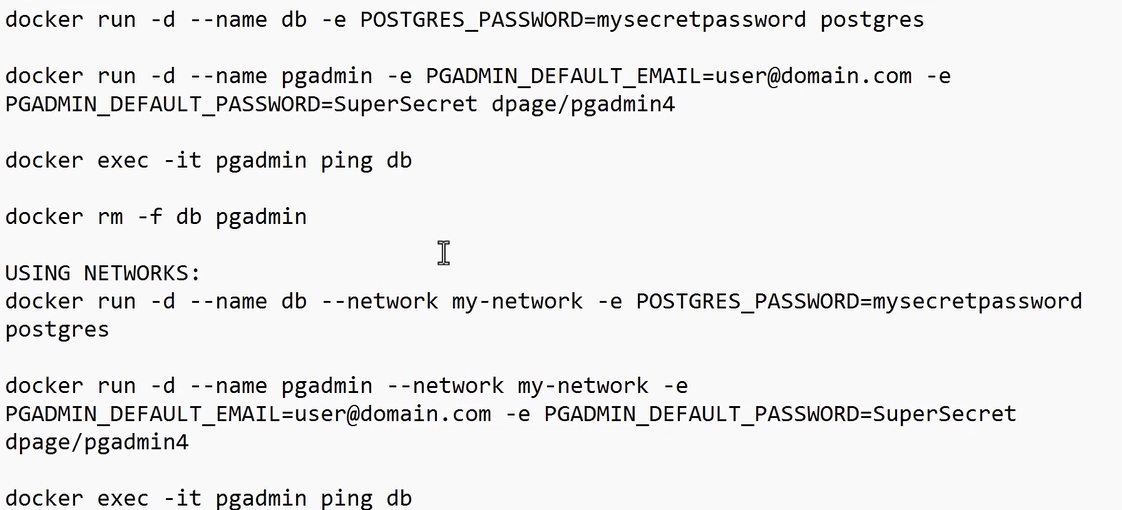 docker run -d --name db -e POSTGRES_PASSWORD=mysecretpassword postgres
docker run -d --name pgadmin -e PGADMIN_DEFAULT_EMAIL=user@domain.com -e
PGADMIN_DEFAULT_PASSWORD=SuperSecret dpage/pgadmin4
docker exec -it pgadmin ping db
docker rm -f db pgadmin
USING NETWORKS:
docker run -d --name db --network my-network -e POSTGRES_PASSWORD=mysecretpassword
postgres
docker run -d --name pgadmin --network my-network -e
PGADMIN_DEFAULT_EMAIL=user@domain.com -e PGADMIN_DEFAULT_PASSWORD=SuperSecret
dpage/pgadmin4
docker exec -it pgadmin ping db